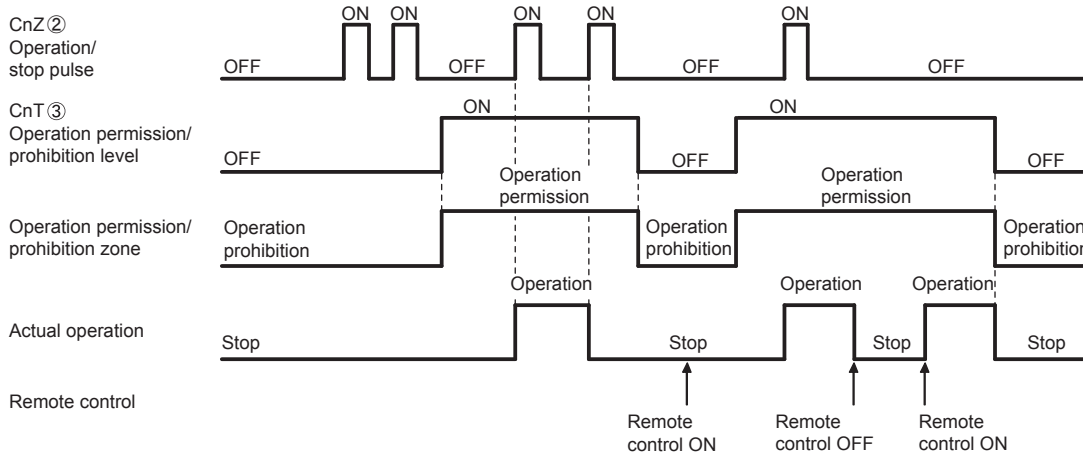 CnZ② ON ON ON ON ON
Operation/
stop pulse
OFF OFF OFF OFF
CnT③
Operation permission/
prohibition level
ON ON
OFF OFF OFF
Operation permission/
prohibition zone
Operation
permission
Operation
permission
Operation
prohibition
Operation
prohibition
Operation
prohibition
Actual operation
Operation Operation Operation
Stop Stop Stop Stop
Remote control
Remote
control ON
Remote
control OFF
Remote
control ON